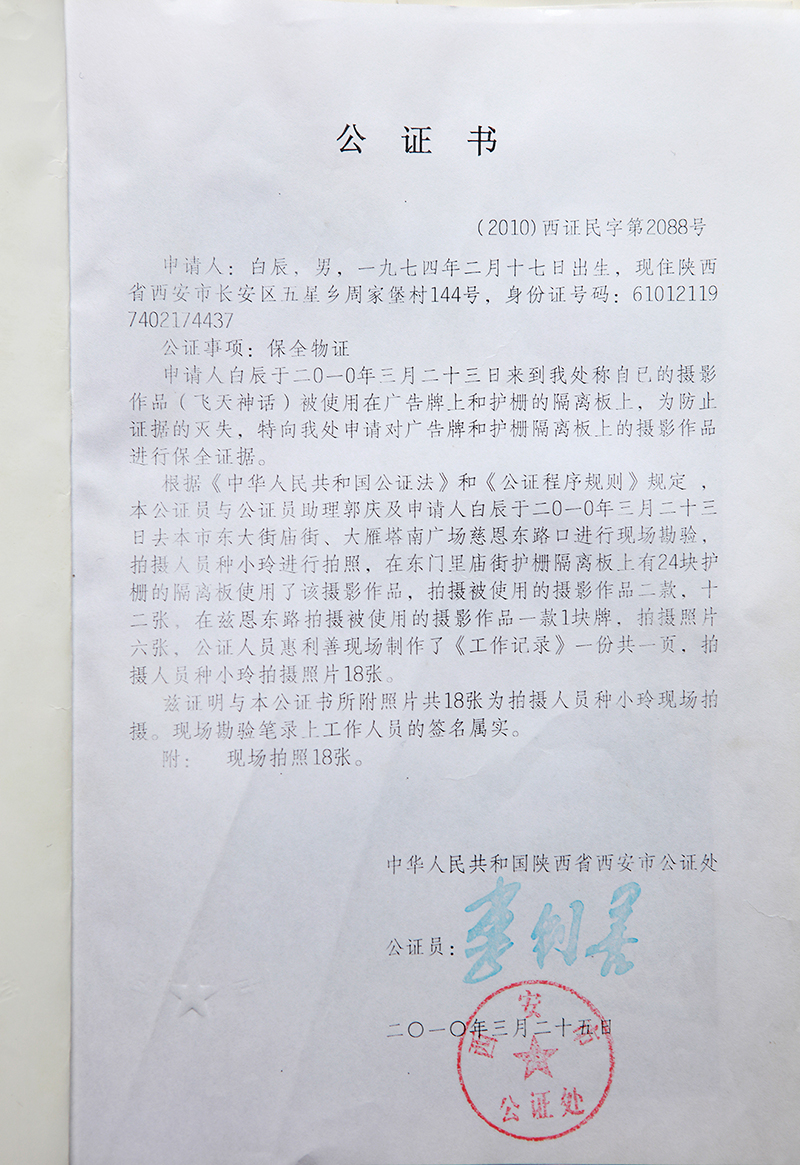 公 证 书
(2010)西证民字第2088号
申请人：白辰，男，一九七四年二月十七日出生，现住陕西
省西安市长安区五星乡周家堡村144号，身份证号码：61012119
7402174437
公证事项：保全物证
申请人白辰于二〇一〇年三月二十三日来到我处称自己的摄影
作品（飞天神话）被使用在广告牌上和护栅的隔离板上，为防止
证据的灭失，特向我处申请对广告牌和护栅隔离板上的摄影作品
进行保全证据。
根据《中华人民共和国公证法》和《公证程序规则》规定，
本公证员与公证员助理郭庆及申请人白辰于二〇一〇年三月二十三
日去本市东大街庙街、大雁塔南广场慈恩东路口进行现场勘验，
拍摄人员种小玲进行拍照，在东门里庙街护栅隔离板上有24块护
栅的隔离板使用了该摄影作品，拍摄被使用的摄影作品二款，十
二张、在兹恩东路拍摄被使用的摄影作品一款1块牌，拍摄照片
六张、公证人员惠利善现场制作了《工作记录》一份共一页，拍
摄人员种小玲拍摄照片18张。
兹证明与本公证书所附照片共18张为拍摄人员种小玲现场拍
摄。现场勘验笔录上工作人员的签名属实。
附： 现场拍照18张。
中华人民共和国陕西省西安市公证处
公证员：惠利善
二〇一〇年三月二十五日
西安市
公证处